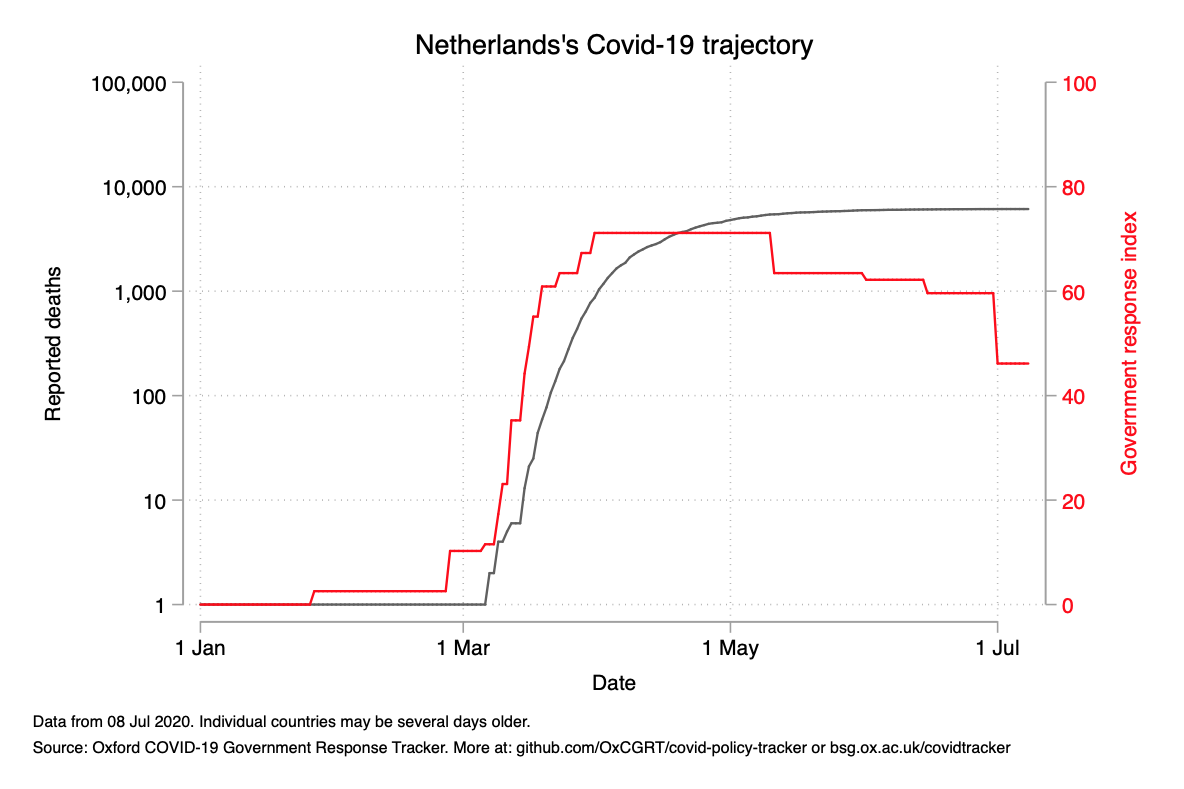 Netherlands's Covid-19 trajectory
100,000
10,000
1,000
100
10
1
Reported deaths
100
80
60
40
20
0
Government response index
1 Jan
1 Mar
1 May
1 Jul
Date
Data from 08 Jul 2020. Individual countries may be several days older.
Source: Oxford COVID-19 Government Response Tracker. More at: github.com/OxCGRT/covid-policy-tracker or bsg.ox.ac.uk/covidtracker